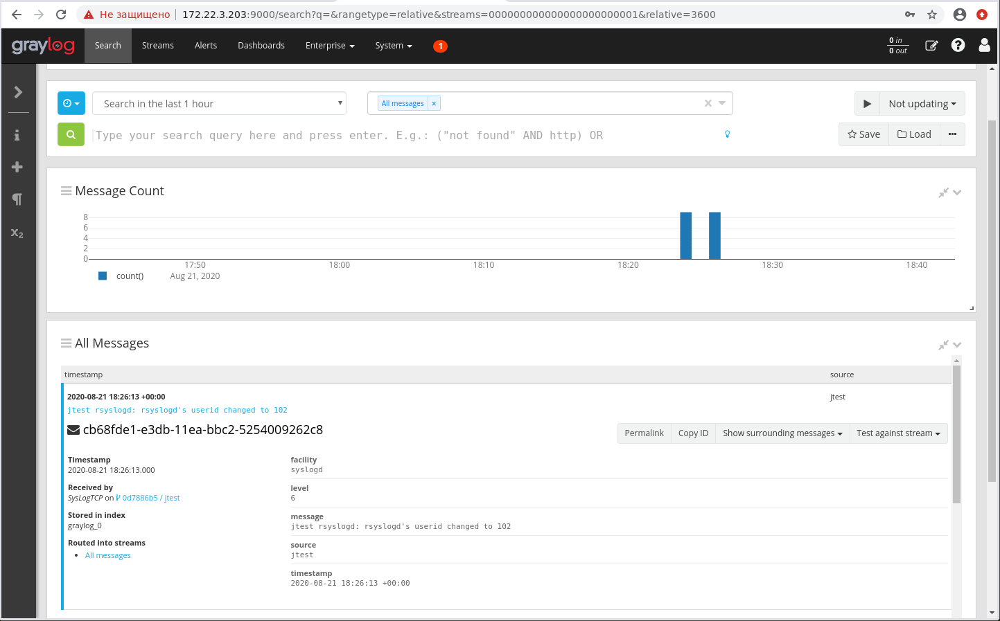 Не защищено 172.22.3.203:9000/search?q=&rangetype=relative&streams=000000000000000000000001&relative=3600
graylog Search Streams Alerts Dashboards Enterprise System 1 0 in
0 out
Search in the last 1 hour All messages × Not updating
Type your search query here and press enter. E.g.: ("not found" AND http) OR Save Load
Message Count
8
6
4
2
0
17:50 18:00 18:10 18:20 18:30 18:40
count() Aug 21, 2020
All Messages
timestamp source
2020-08-21 18:26:13 +00:00 jtest
jtest rsyslogd: rsyslogd's userid changed to 102
cb68fde1-e3db-11ea-bbc2-5254009262c8 Permalink Copy ID Show surrounding messages Test against stream
Timestamp
2020-08-21 18:26:13.000
Received by
SysLogTCP on 0d7886b5 / jtest
Stored in index
graylog_0
Routed into streams
• All messages
facility
syslogd
level
6
message
jtest rsyslogd: rsyslogd's userid changed to 102
source
jtest
timestamp
2020-08-21 18:26:13 +00:00